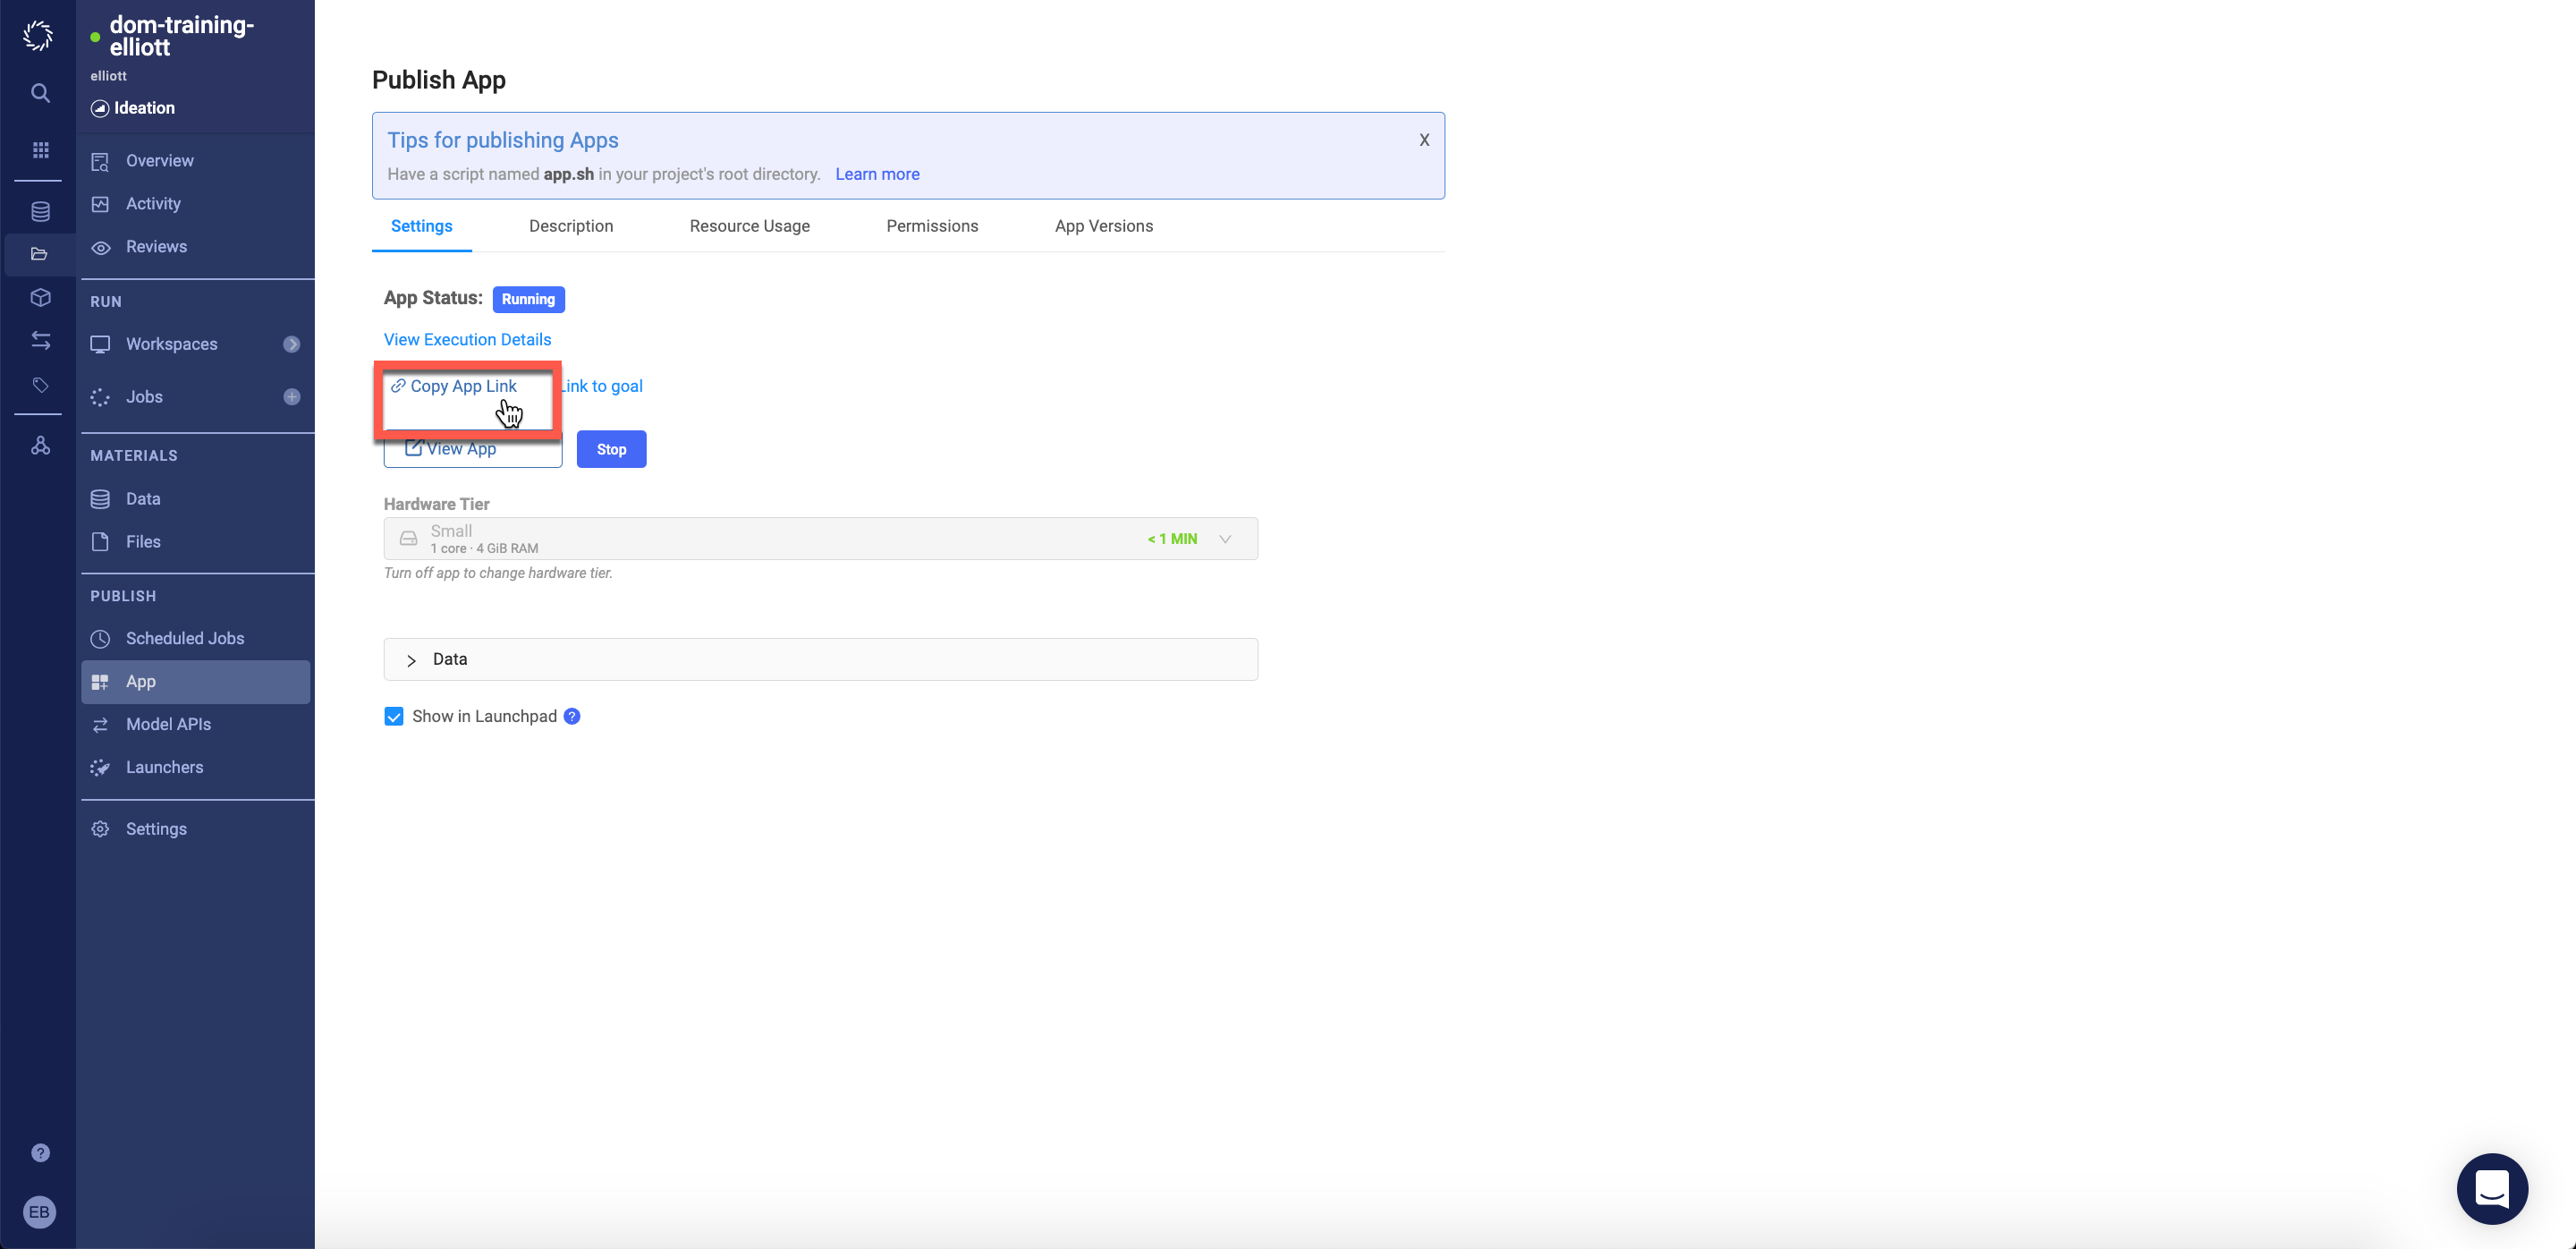 dom-training-
elliott
elliott
Ideation
Overview
Activity
Reviews
RUN
Workspaces
Jobs
MATERIALS
Data
Files
PUBLISH
Scheduled Jobs
App
Model APIs
Launchers
Settings
?
EB
Publish App
Tips for publishing Apps
X
Have a script named app.sh in your project's root directory. Learn more
Settings Description Resource Usage Permissions App Versions
App Status: Running
View Execution Details
Copy App Link Link to goal
View App Stop
Hardware Tier
Small
1 core · 4 GiB RAM
< 1 MIN
Turn off app to change hardware tier.
Data
Show in Launchpad ?